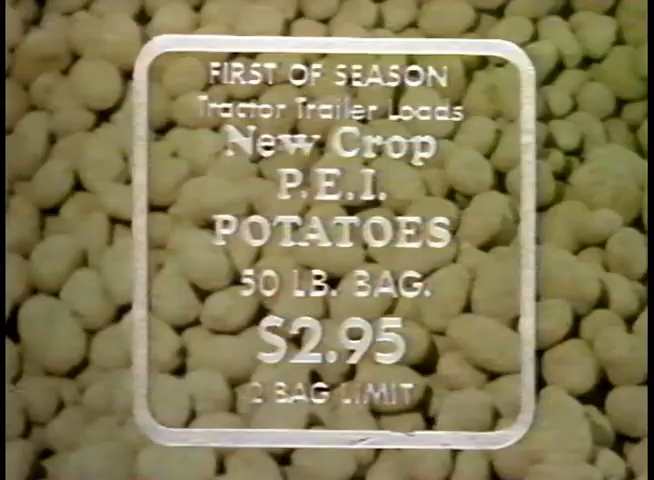 FIRST OF SEASON
Tractor Trailer Loads
New Crop
P.E.I.
POTATOES
50 LB. BAG.
$2.95
2 BAG LIMIT